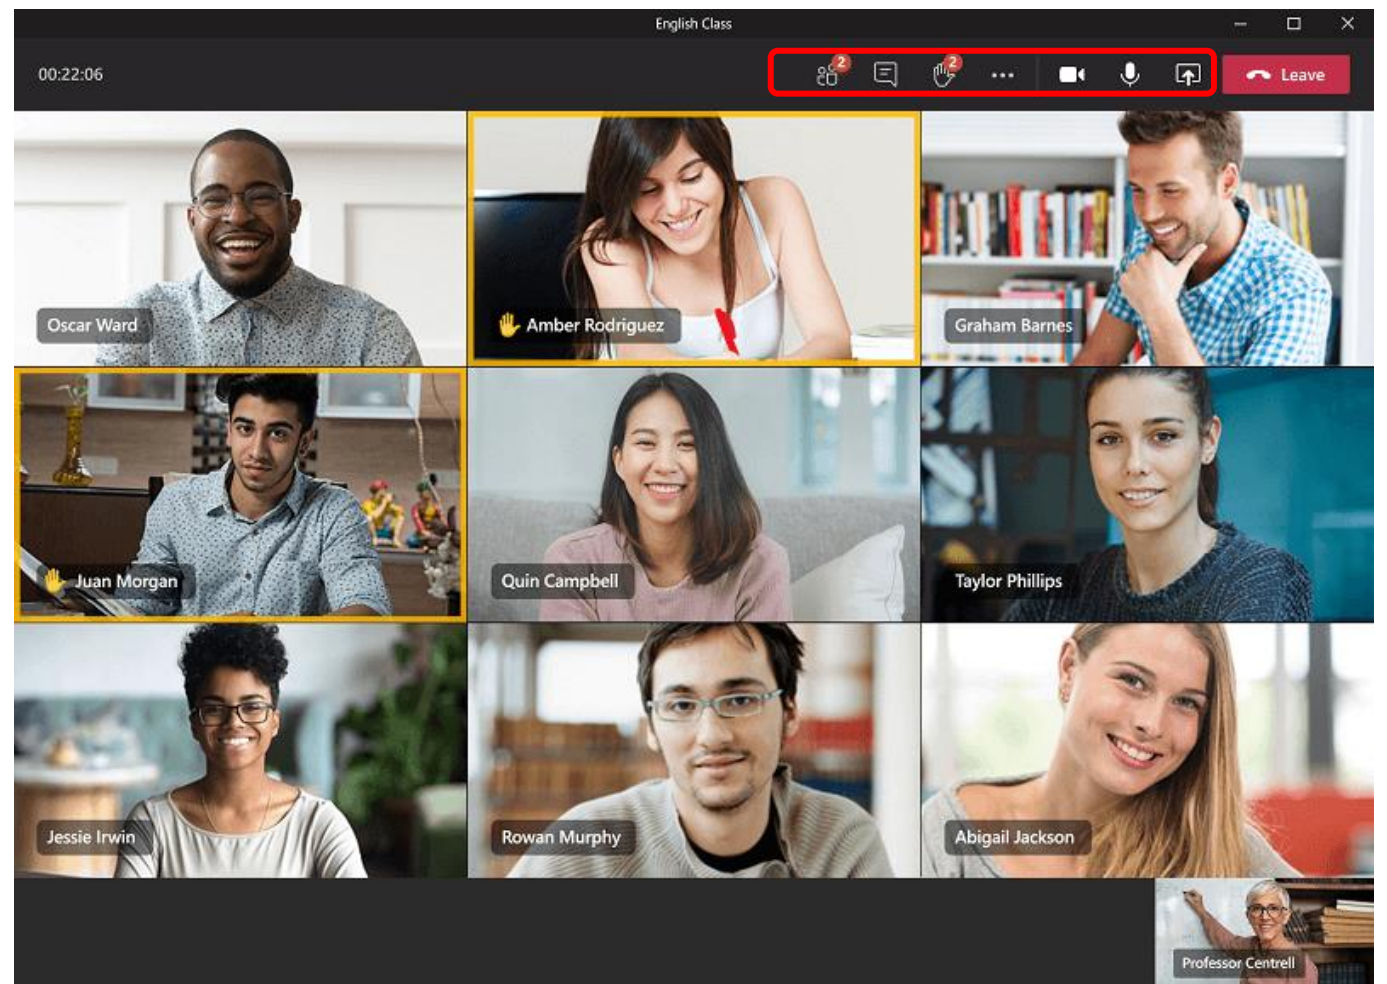 English Class
00:22:06
2
2
Leave
Oscar Ward
Amber Rodriguez
Graham Barnes
Juan Morgan
Quin Campbell
Taylor Phillips
Jessie Irwin
Rowan Murphy
Abigail Jackson
Professor Centrell